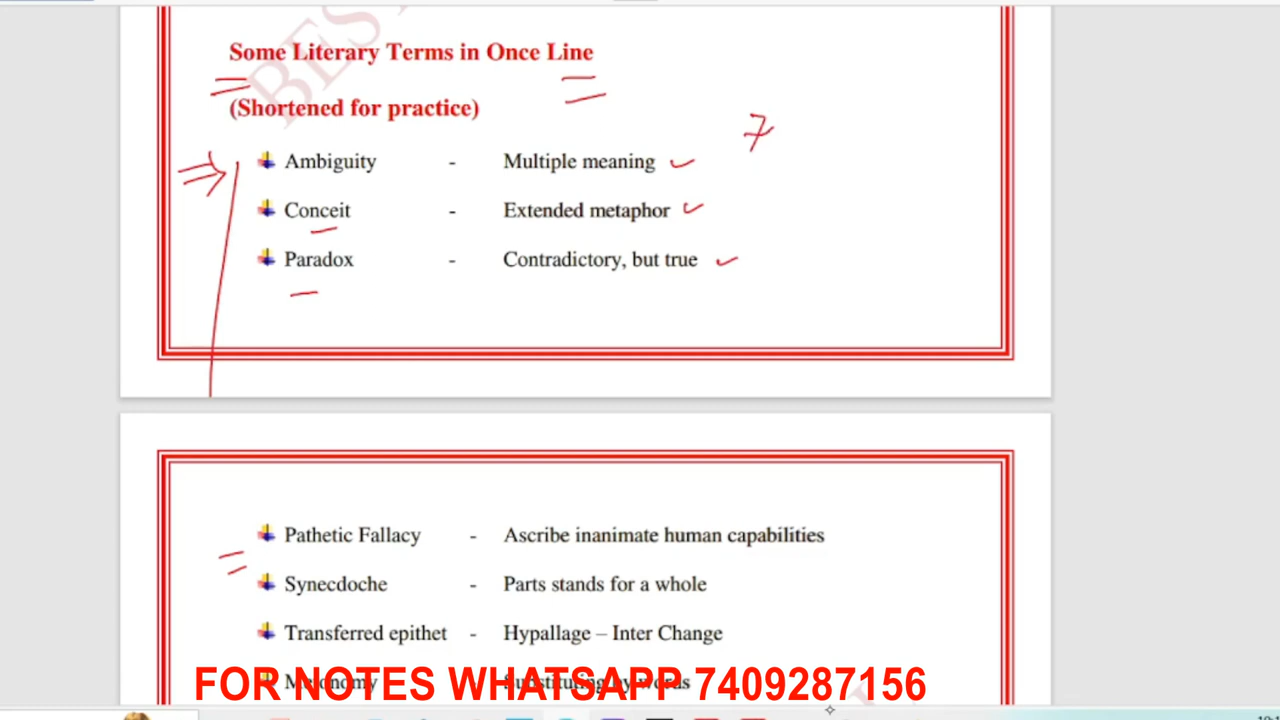 BEST
Some Literary Terms in Once Line
(Shortened for practice)
7
Ambiguity - Multiple meaning
Conceit - Extended metaphor
Paradox - Contradictory, but true
Pathetic Fallacy - Ascribe inanimate human capabilities
Synecdoche - Parts stands for a whole
Transferred epithet - Hypallage – Inter Change
FOR NOTES WHATSAPP 7409287156